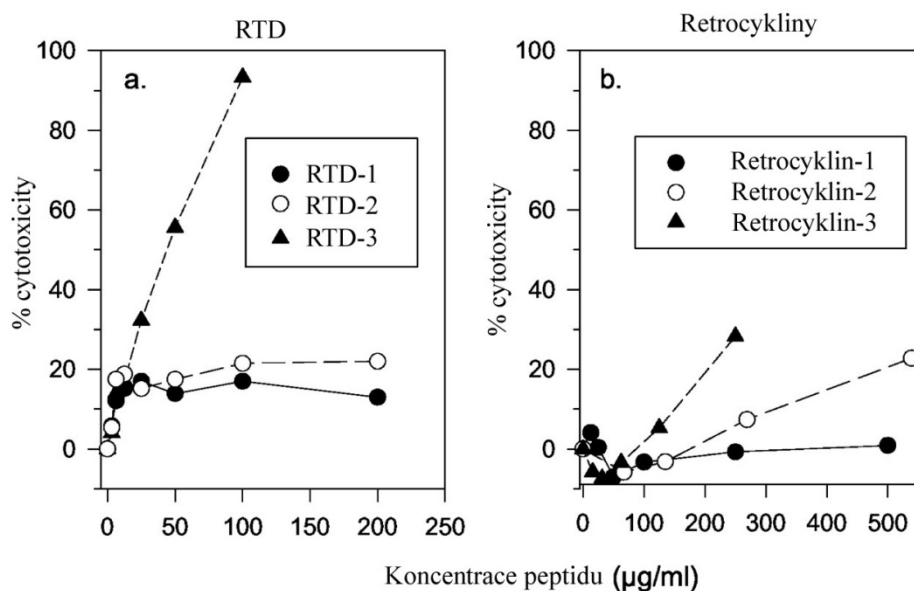 RTD
a.
RTD-1
RTD-2
RTD-3
% cytotoxicity
100
80
60
40
20
0
0 50 100 150 200 250
Retrocykliny
b.
Retrocyklin-1
Retrocyklin-2
Retrocyklin-3
% cytotoxicity
100
80
60
40
20
0
0 100 200 300 400 500
Koncentrace peptidu (µg/ml)